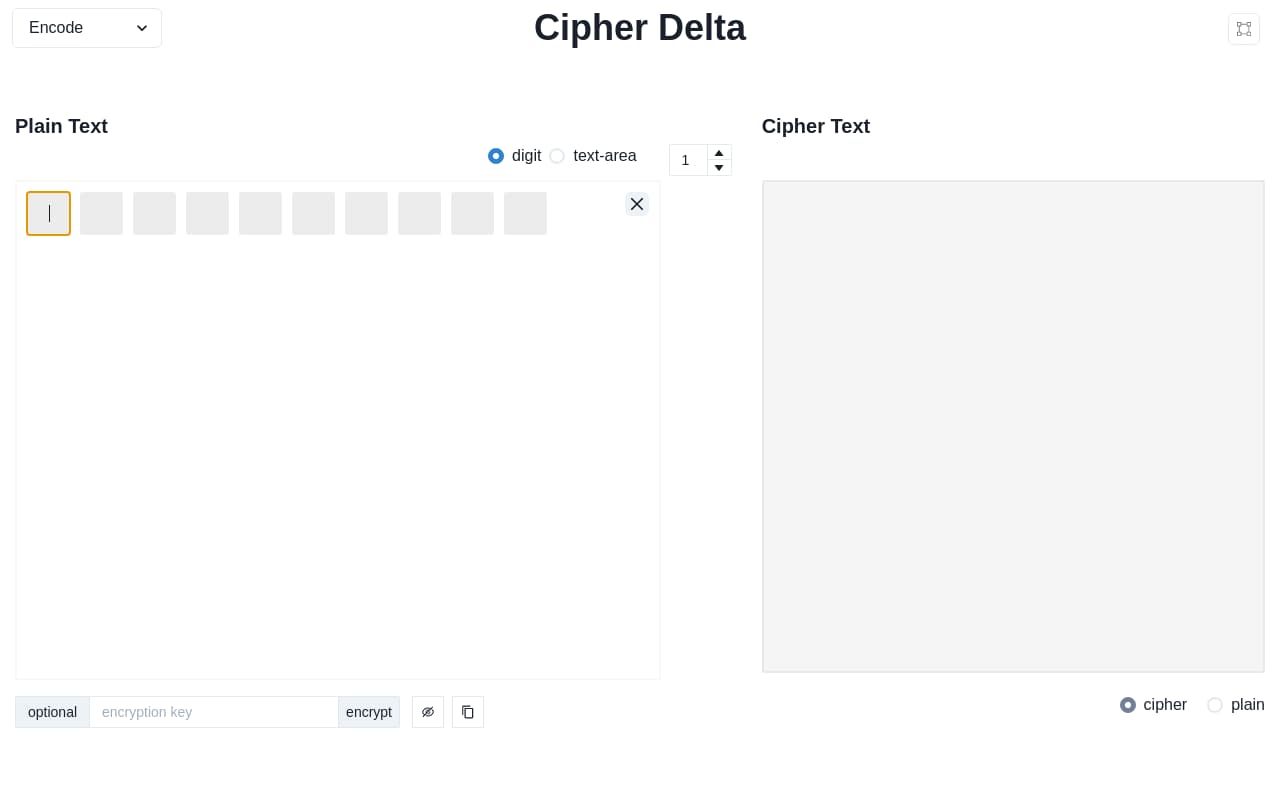 Encode
Cipher Delta
Plain Text
Cipher Text
digit
text-area
1
optional
encryption key
encrypt
cipher
plain